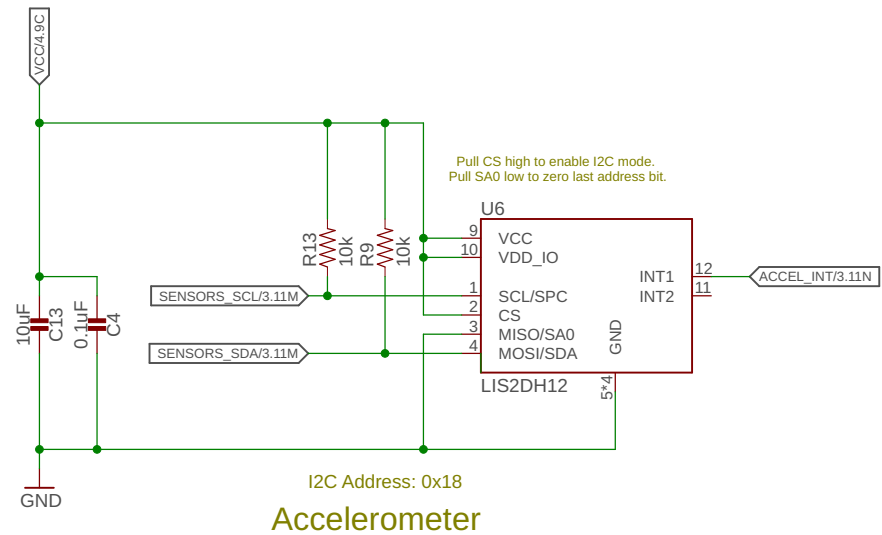 VCC/4.9C
Pull CS high to enable I2C mode.
Pull SA0 low to zero last address bit.
U6
R13
10k
R9
10k
9
VCC
10
VDD_IO
1
SCL/SPC
2
CS
3
MISO/SA0
4
MOSI/SDA
INT1
12
INT2
11
GND
5*4
LIS2DH12
ACCEL_INT/3.11N
SENSORS_SCL/3.11M
SENSORS_SDA/3.11M
10uF
C13
0.1uF
C4
GND
I2C Address: 0x18
Accelerometer